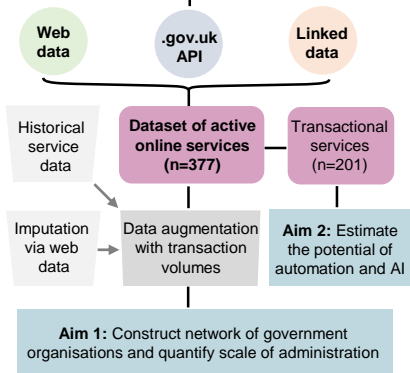 Web
data
.gov.uk
API
Linked
data
Historical
service
data
Dataset of active
online services
(n=377)
Transactional
services
(n=201)
Imputation
via web
data
Data augmentation
with transaction
volumes
Aim 2: Estimate
the potential of
automation and AI
Aim 1: Construct network of government
organisations and quantify scale of administration